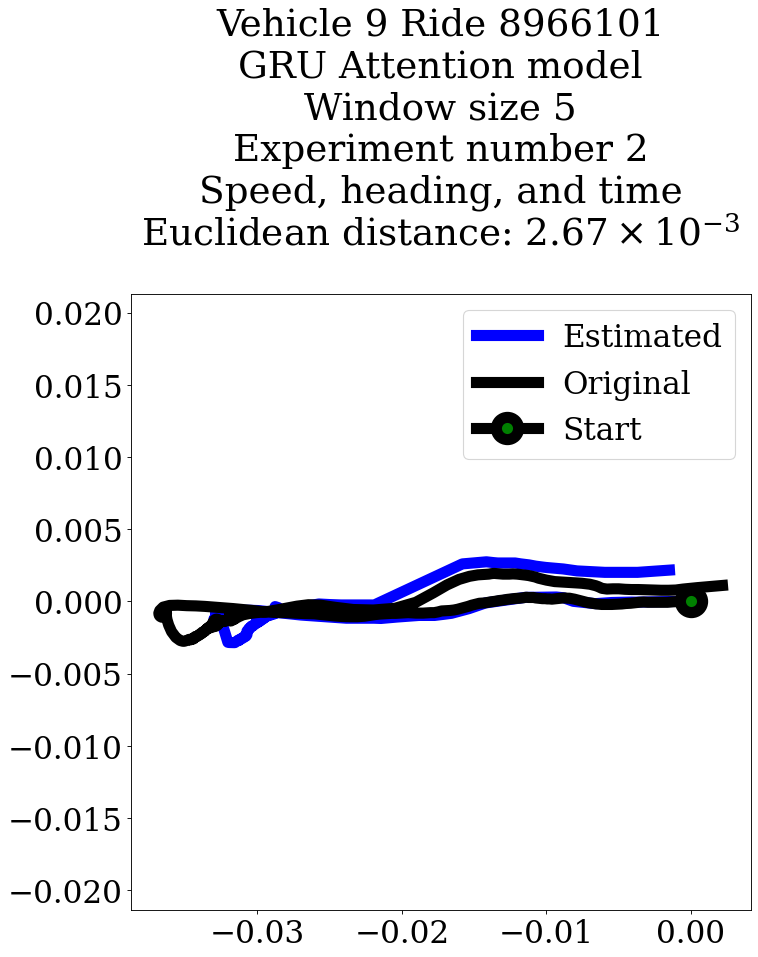 Vehicle 9 Ride 8966101
GRU Attention model
Window size 5
Experiment number 2
Speed, heading, and time
Euclidean distance: 2.67 × 10⁻³
Estimated
Original
Start
0.020
0.015
0.010
0.005
0.000
−0.005
−0.010
−0.015
−0.020
−0.03 −0.02 −0.01 0.00